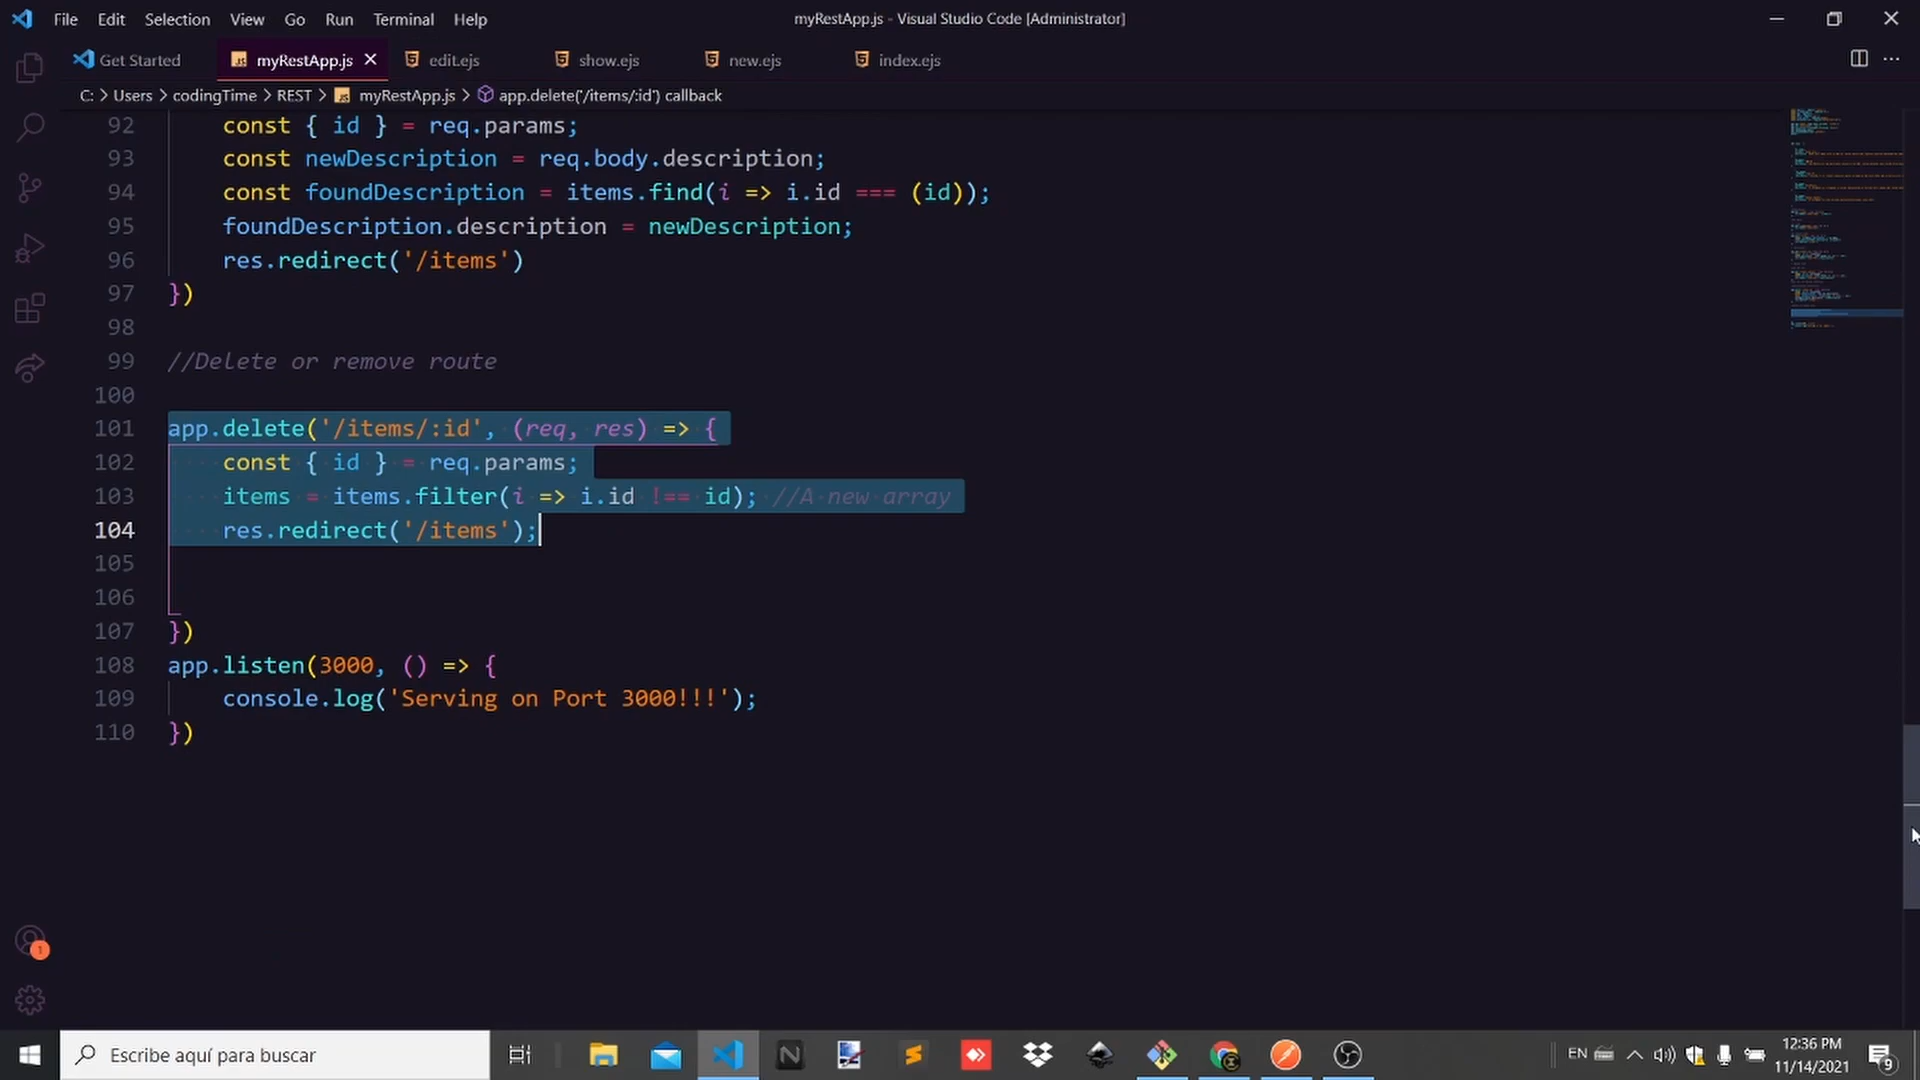 File Edit Selection View Go Run Terminal Help
myRestApp.js - Visual Studio Code [Administrator]
Get Started myRestApp.js edit.ejs show.ejs new.ejs index.ejs
C: > Users > codingTime > REST > myRestApp.js > app.delete('/items/:id') callback
92 const { id } = req.params;
93 const newDescription = req.body.description;
94 const foundDescription = items.find(i => i.id === (id));
95 foundDescription.description = newDescription;
96 res.redirect('/items')
97 })
98
99 //Delete or remove route
100
101 app.delete('/items/:id', (req, res) => {
102 const { id } = req.params;
103 items = items.filter(i => i.id !== id); //A new array
104 res.redirect('/items');
105
106
107 })
108 app.listen(3000, () => {
109 console.log('Serving on Port 3000!!!');
110 })
1
Escribe aquí para buscar
EN
12:36 PM
11/14/2021
9